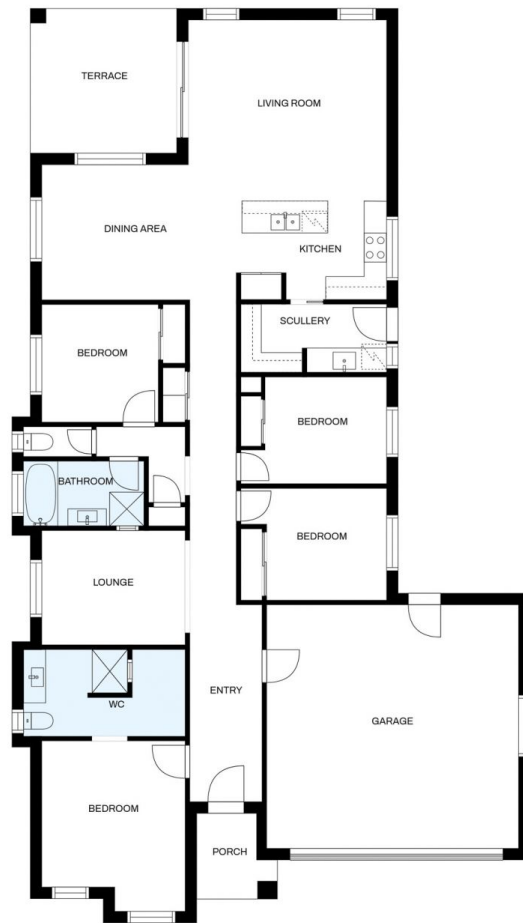 TERRACE
LIVING ROOM
DINING AREA
KITCHEN
SCULLERY
BEDROOM
BEDROOM
BATHROOM
BEDROOM
LOUNGE
WC
ENTRY
GARAGE
BEDROOM
PORCH